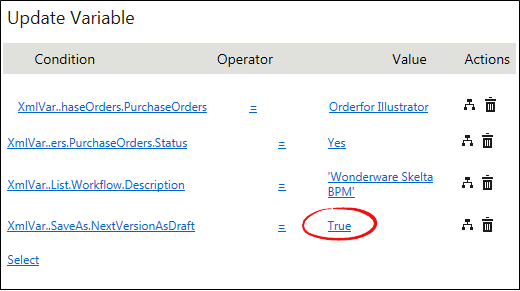 Update Variable
Condition Operator Value Actions
XmlVar..haseOrders.PurchaseOrders = Orderfor Illustrator
XmlVar..ers.PurchaseOrders.Status = Yes
XmlVar..List.Workflow.Description = 'Wonderware Skelta
BPM'
XmlVar..SaveAs.NextVersionAsDraft = True
Select